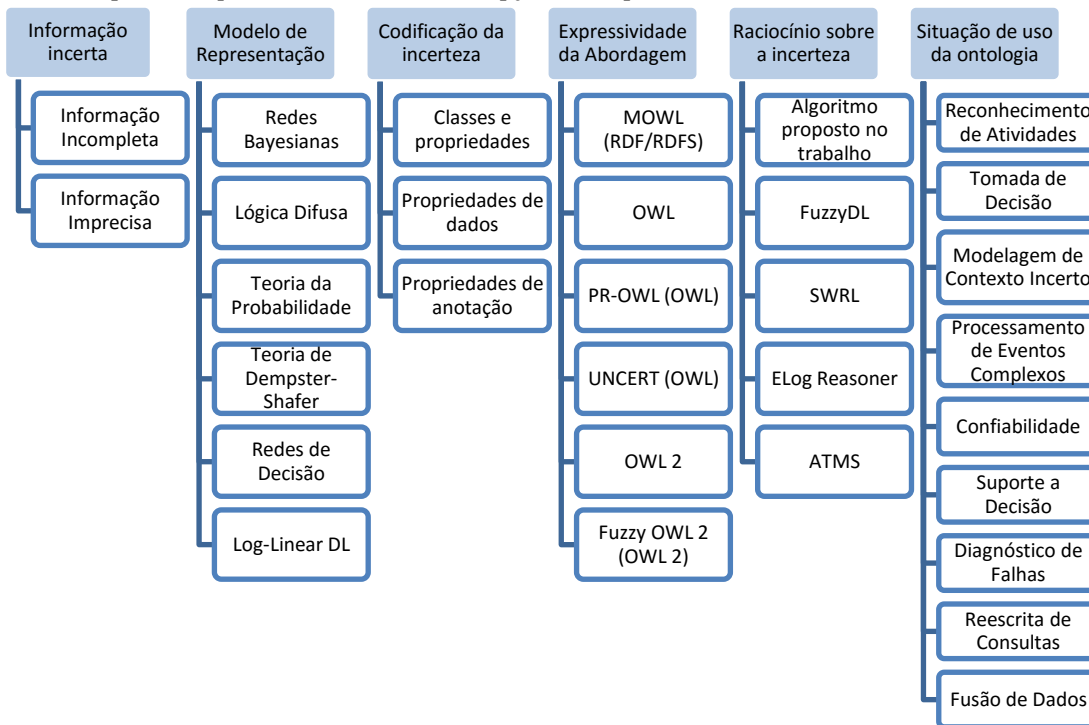 Informação
incerta
Informação
Incompleta
Informação
Imprecisa
Modelo de
Representação
Redes
Bayesianas
Lógica Difusa
Teoria da
Probabilidade
Teoria de
Dempster-
Shafer
Redes de
Decisão
Log-Linear DL
Codificação da
incerteza
Classes e
propriedades
Propriedades de
dados
Propriedades de
anotação
Expressividade
da Abordagem
MOWL
(RDF/RDFS)
OWL
PR-OWL (OWL)
UNCERT (OWL)
OWL 2
Fuzzy OWL 2
(OWL 2)
Raciocínio sobre
a incerteza
Algoritmo
proposto no
trabalho
FuzzyDL
SWRL
ELog Reasoner
ATMS
Situação de uso
da ontologia
Reconhecimento
de Atividades
Tomada de
Decisão
Modelagem de
Contexto Incerto
Processamento
de Eventos
Complexos
Confiabilidade
Suporte a
Decisão
Diagnóstico de
Falhas
Reescrita de
Consultas
Fusão de Dados